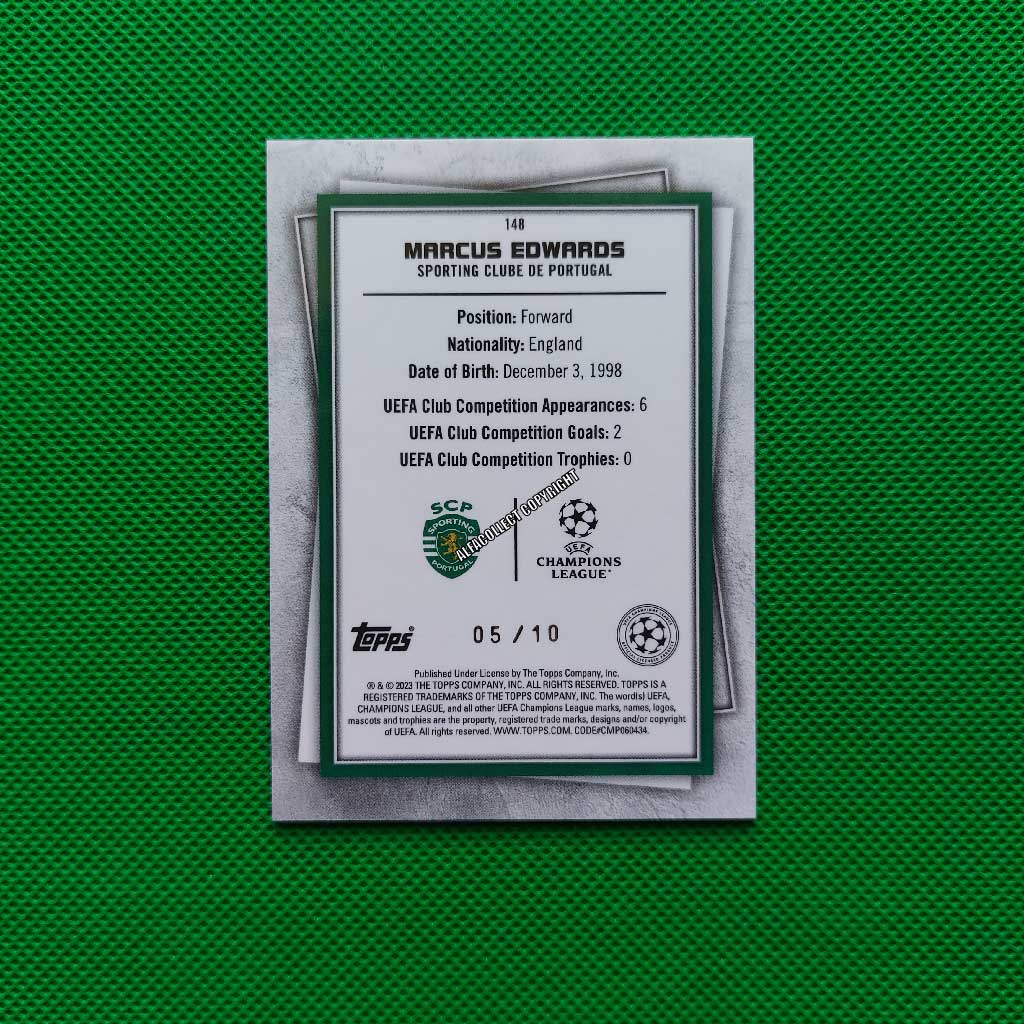 148
MARCUS EDWARDS
SPORTING CLUBE DE PORTUGAL
Position: Forward
Nationality: England
Date of Birth: December 3, 1998
UEFA Club Competition Appearances: 6
UEFA Club Competition Goals: 2
UEFA Club Competition Trophies: 0
SCP
SPORTING
PORTUGAL
ALFACOLLECT COPYRIGHT
UEFA
CHAMPIONS
LEAGUE®
Topps®
05/10
Published Under License by The Topps Company, Inc.
® & © 2023 THE TOPPS COMPANY, INC. ALL RIGHTS RESERVED. TOPPS IS A
REGISTERED TRADEMARKS OF THE TOPPS COMPANY, INC. The word(s) UEFA,
CHAMPIONS LEAGUE, and all other UEFA Champions League marks, names, logos,
mascots and trophies are the property, registered trade marks, designs and/or copyright
of UEFA. All rights reserved. WWW.TOPPS.COM. CODE#CMP060434.